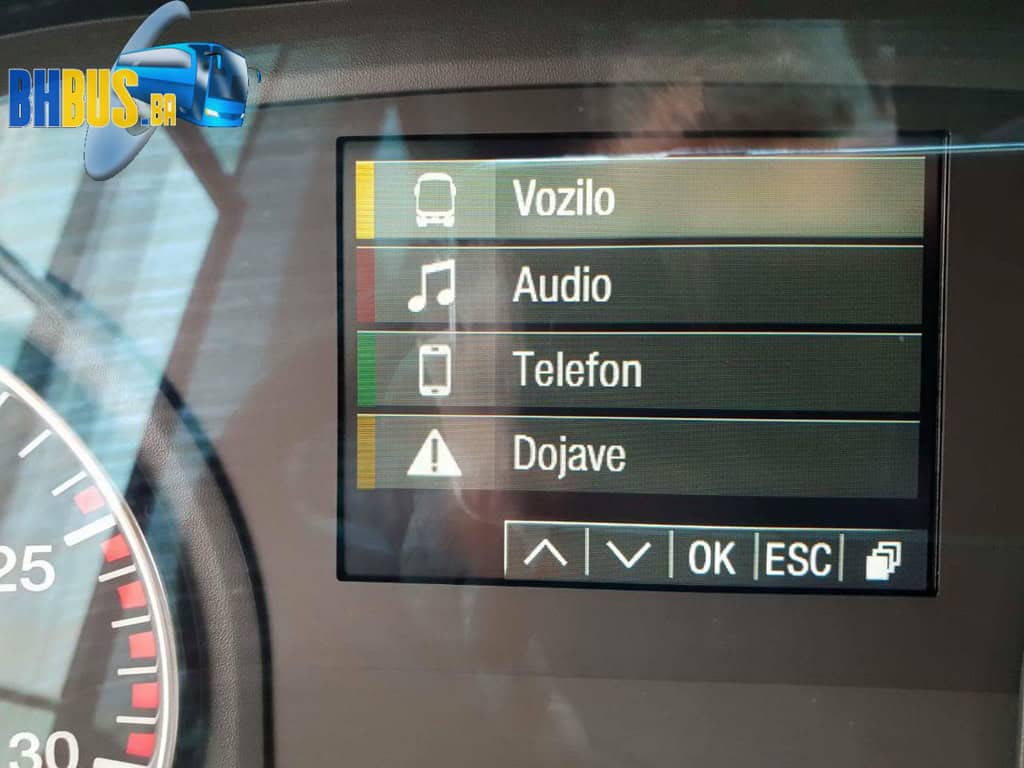 BHBUS.BA
Vozilo
Audio
Telefon
Dojave
OK ESC
25
30